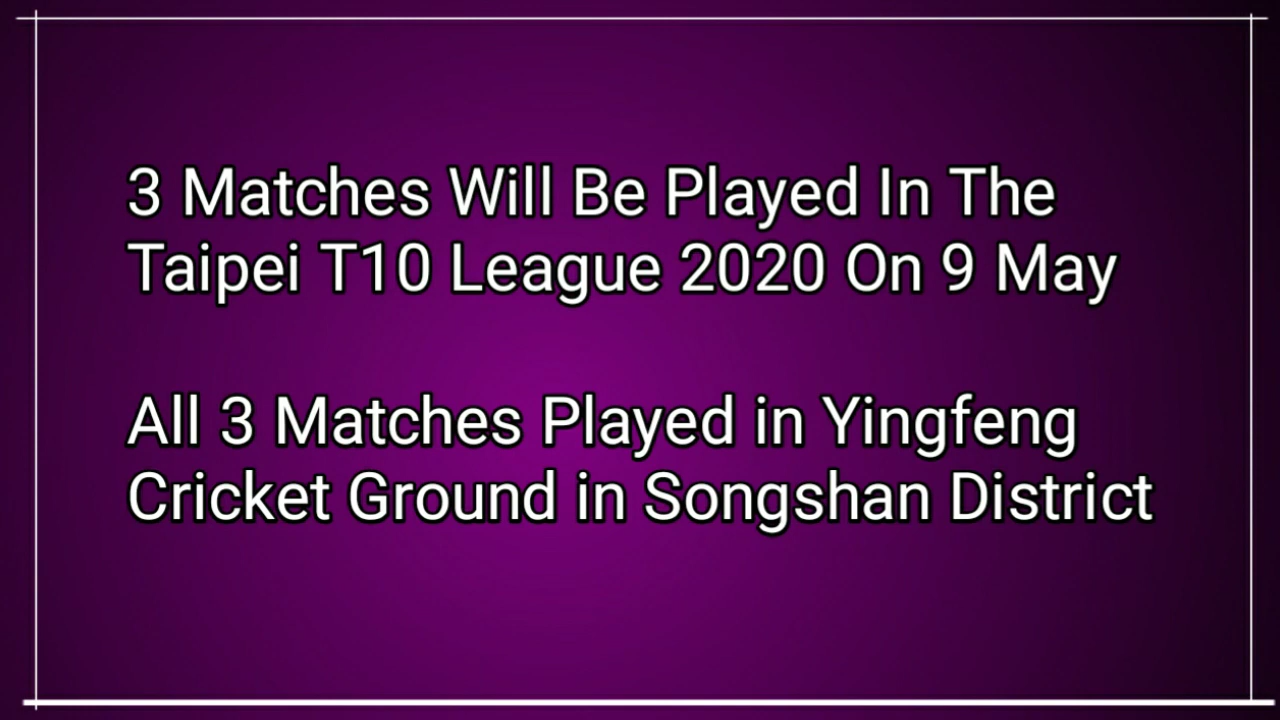 3 Matches Will Be Played In The
Taipei T10 League 2020 On 9 May
All 3 Matches Played in Yingfeng
Cricket Ground in Songshan District